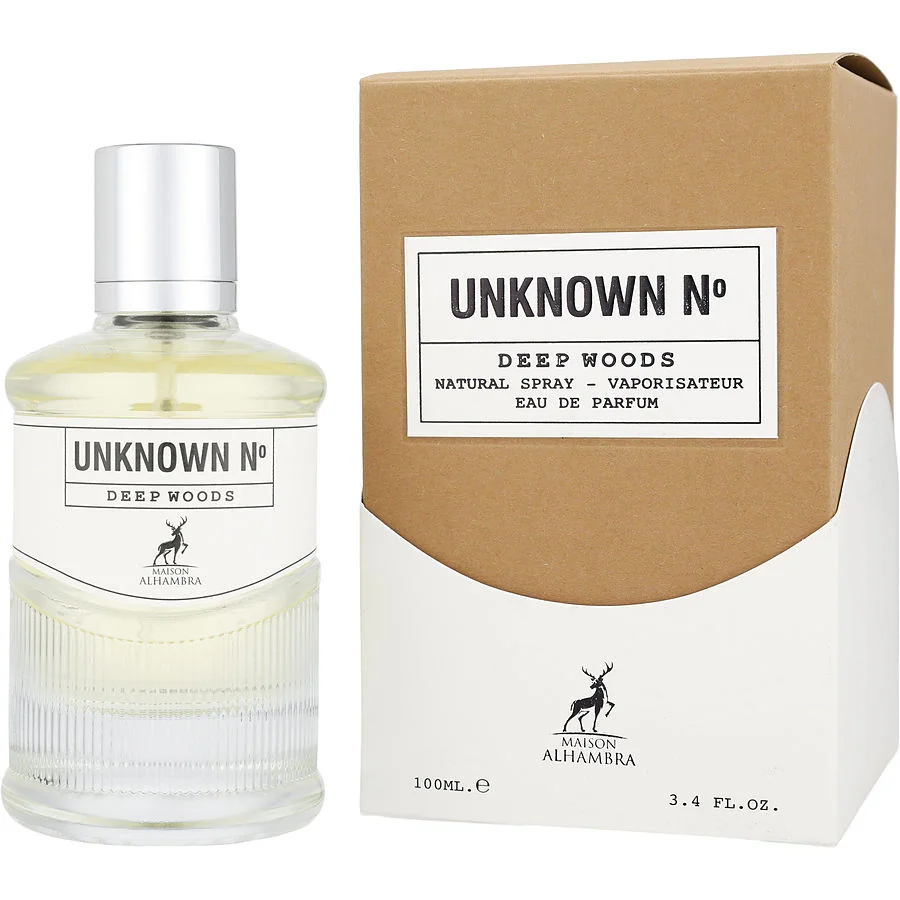 UNKNOWN Nº
DEEP WOODS
MAISON
ALHAMBRA
UNKNOWN Nº
DEEP WOODS
NATURAL SPRAY - VAPORISATEUR
EAU DE PARFUM
MAISON
ALHAMBRA
100ML.e
3.4 FL.OZ.